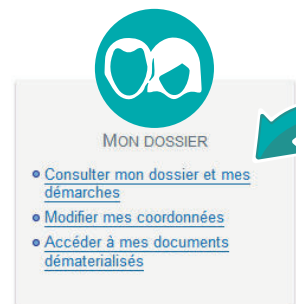 MON DOSSIER
Consulter mon dossier et mes
démarches
Modifier mes coordonnées
Accéder à mes documents
dématerialisés